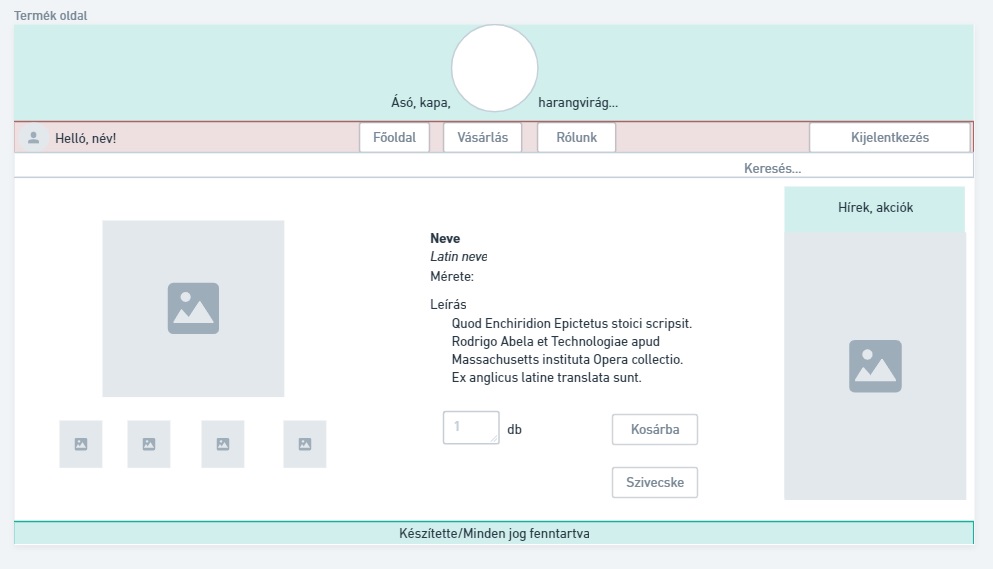 Termék oldal
Ásó, kapa,
harangvirág...
Helló, név!
Főoldal
Vásárlás
Rólunk
Kijelentkezés
Keresés...
Hírek, akciók
Neve
Latin neve
Mérete:
Leírás
Quod Enchiridion Epictetus stoici scripsit.
Rodrigo Abela et Technologiae apud
Massachusetts instituta Opera collectio.
Ex anglicus latine translata sunt.
1
db
Kosárba
Szivecske
Készítette/Minden jog fenntartva